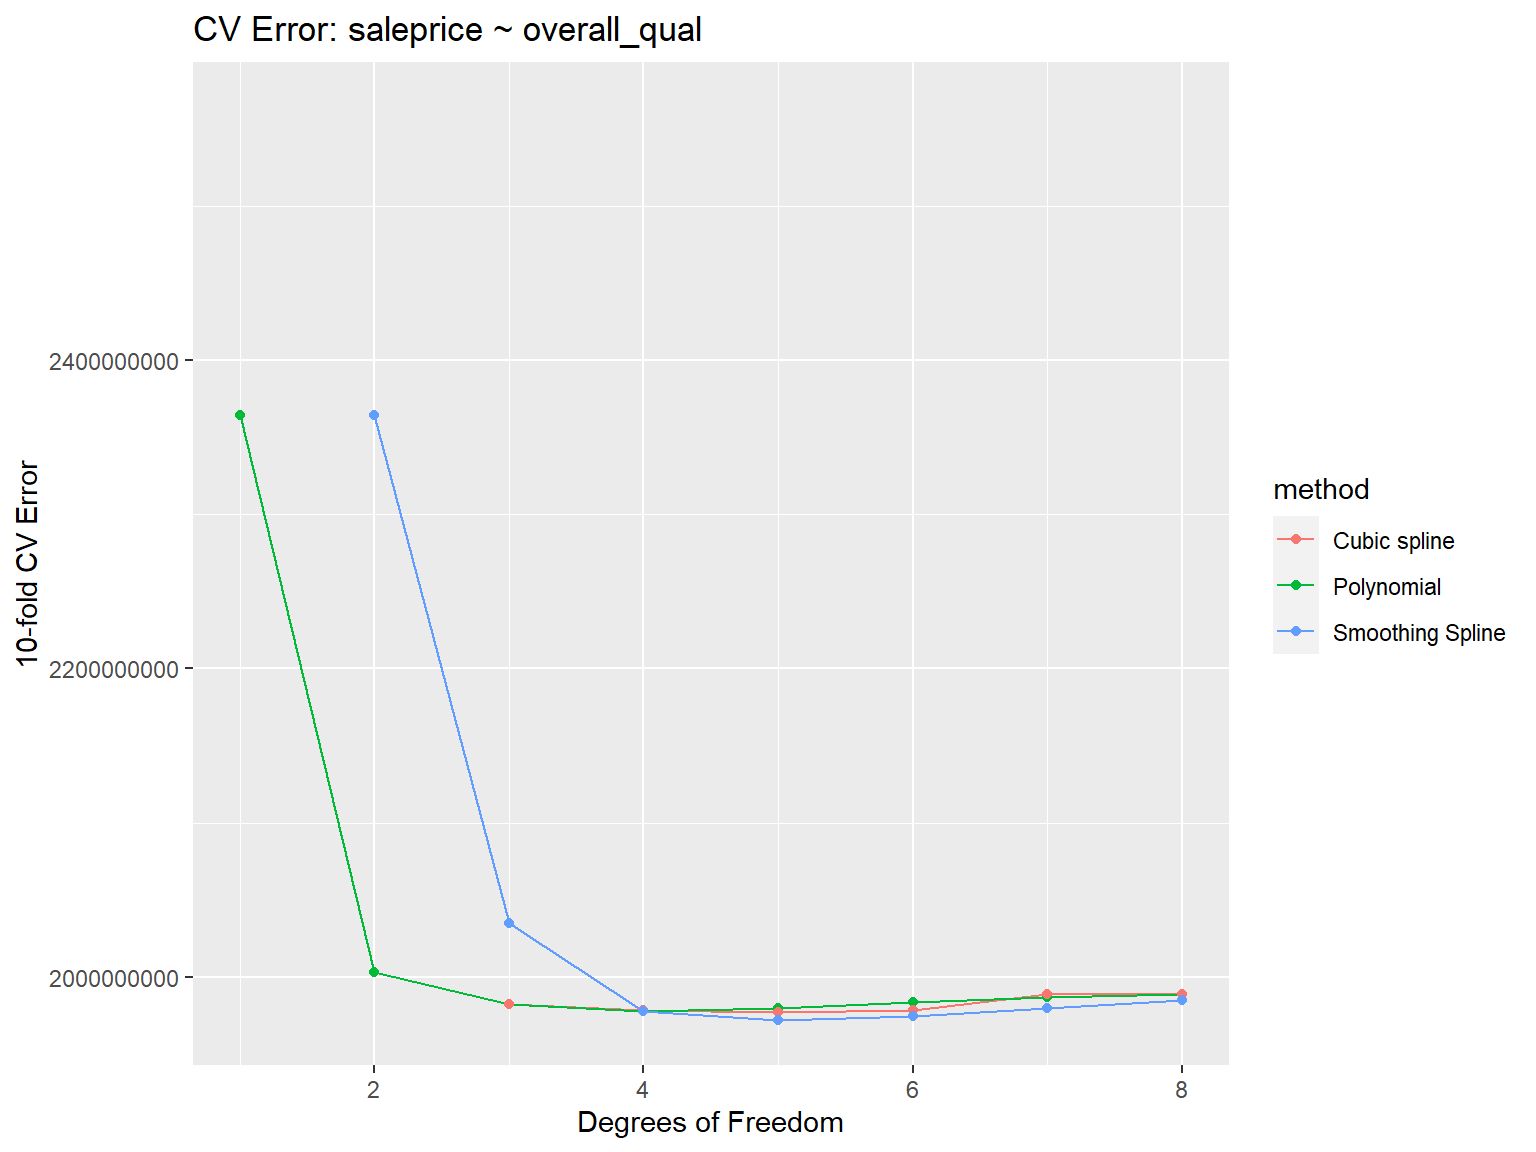 CV Error: saleprice ~ overall_qual
10-fold CV Error
2400000000
2200000000
2000000000
2
4
6
8
Degrees of Freedom
method
Cubic spline
Polynomial
Smoothing Spline